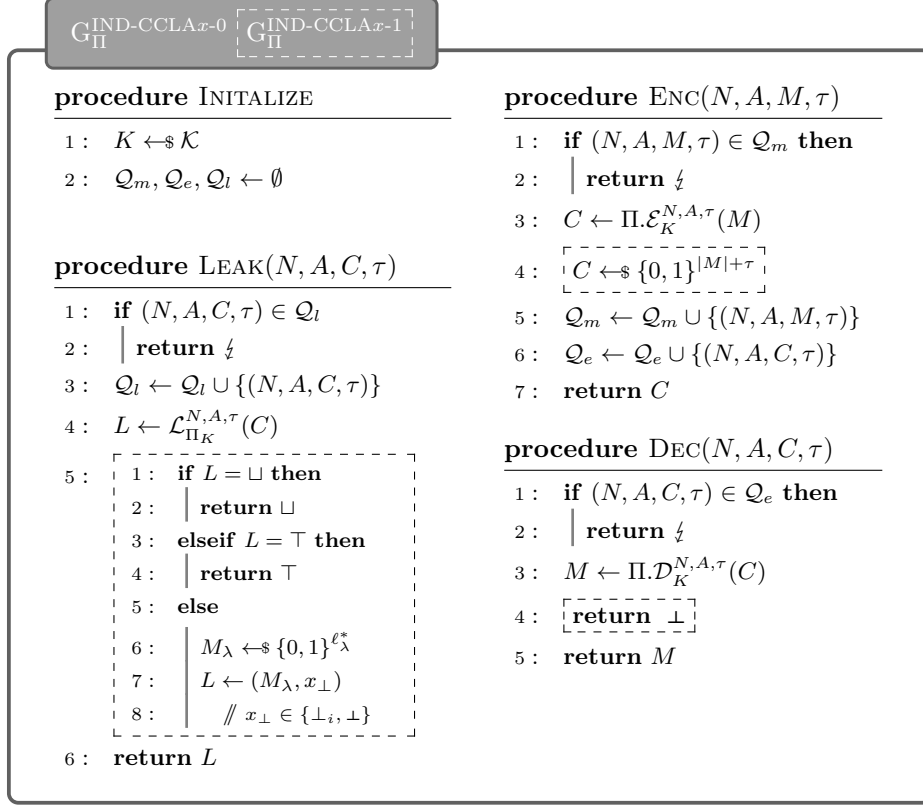 G_Π^{IND-CCLAx-0} G_Π^{IND-CCLAx-1}
procedure INITALIZE
1 : K ←$ 𝒦
2 : 𝒬_m, 𝒬_e, 𝒬_l ← ∅
procedure LEAK(N, A, C, τ)
1 : if (N, A, C, τ) ∈ 𝒬_l
2 : return ↯
3 : 𝒬_l ← 𝒬_l ∪ {(N, A, C, τ)}
4 : L ← ℒ_{Π_K}^{N,A,τ}(C)
5 : 1 : if L = ⊔ then
2 : return ⊔
3 : elseif L = ⊤ then
4 : return ⊤
5 : else
6 : M_λ ←$ {0, 1}^{ℓ*_λ}
7 : L ← (M_λ, x_⊥)
8 : // x_⊥ ∈ {⊥_i, ⫫}
6 : return L
procedure ENC(N, A, M, τ)
1 : if (N, A, M, τ) ∈ 𝒬_m then
2 : return ↯
3 : C ← Π.ℰ_K^{N,A,τ}(M)
4 : C ←$ {0, 1}^{|M|+τ}
5 : 𝒬_m ← 𝒬_m ∪ {(N, A, M, τ)}
6 : 𝒬_e ← 𝒬_e ∪ {(N, A, C, τ)}
7 : return C
procedure DEC(N, A, C, τ)
1 : if (N, A, C, τ) ∈ 𝒬_e then
2 : return ↯
3 : M ← Π.𝒟_K^{N,A,τ}(C)
4 : return ⫫
5 : return M